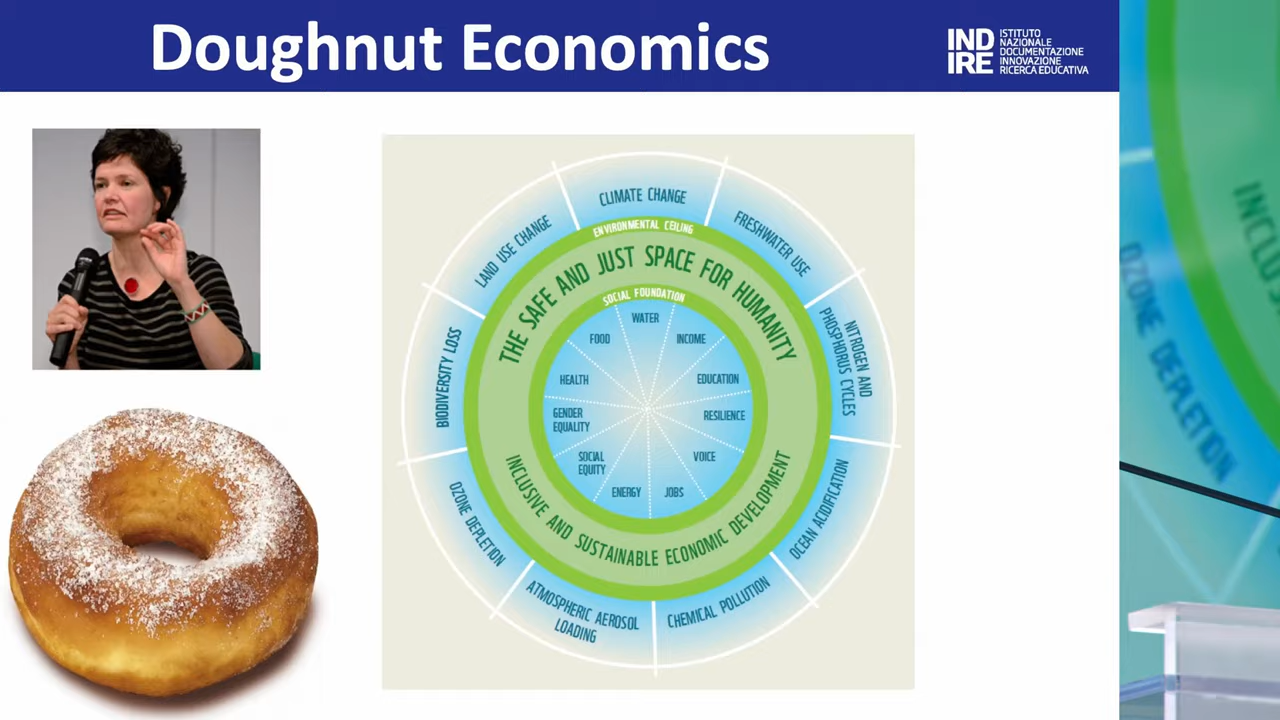 Doughnut Economics
IND
IRE
ISTITUTO
NAZIONALE
DOCUMENTAZIONE
INNOVAZIONE
RICERCA EDUCATIVA
CLIMATE CHANGE
FRESHWATER USE
NITROGEN AND
PHOSPHORUS CYCLES
OCEAN ACIDIFICATION
CHEMICAL POLLUTION
ATMOSPHERIC AEROSOL
LOADING
OZONE DEPLETION
BIODIVERSITY LOSS
LAND USE CHANGE
ENVIRONMENTAL CEILING
THE SAFE AND JUST SPACE FOR HUMANITY
SOCIAL FOUNDATION
WATER
INCOME
EDUCATION
RESILIENCE
VOICE
JOBS
ENERGY
SOCIAL
EQUITY
GENDER
EQUALITY
HEALTH
FOOD
INCLUSIVE AND SUSTAINABLE ECONOMIC DEVELOPMENT
INCLUS
OZONE DEPLETION